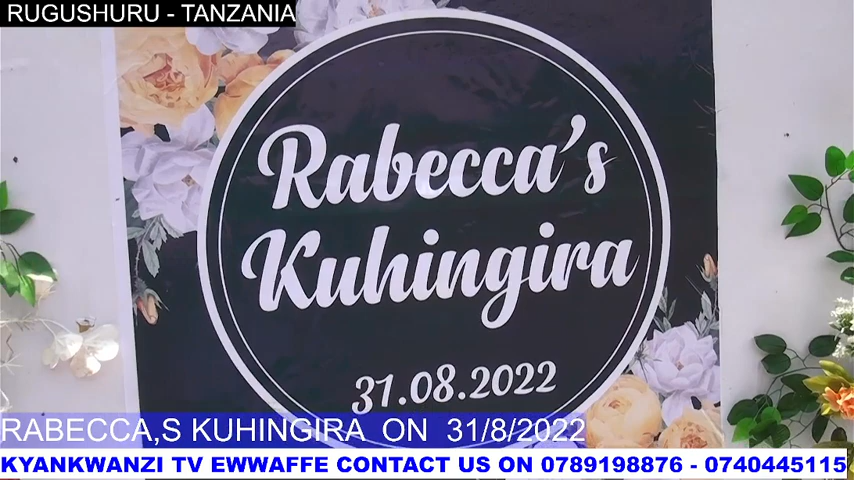 RUGUSHURU - TANZANIA
Rabecca's
Kuhingira
31.08.2022
RABECCA,S KUHINGIRA ON 31/8/2022
KYANKWANZI TV EWWAFFE CONTACT US ON 0789198876 - 0740445115